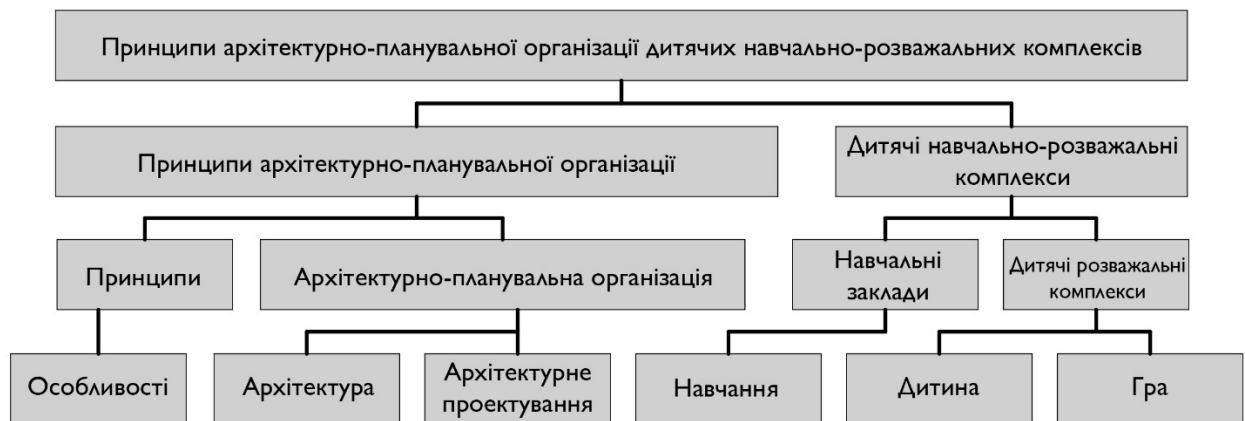 Принципи архітектурно-планувальної організації дитячих навчально-розважальних комплексів
Принципи архітектурно-планувальної організації
Дитячі навчально-розважальні
комплекси
Принципи
Архітектурно-планувальна організація
Навчальні
заклади
Дитячі розважальні
комплекси
Особливості
Архітектура
Архітектурне
проектування
Навчання
Дитина
Гра